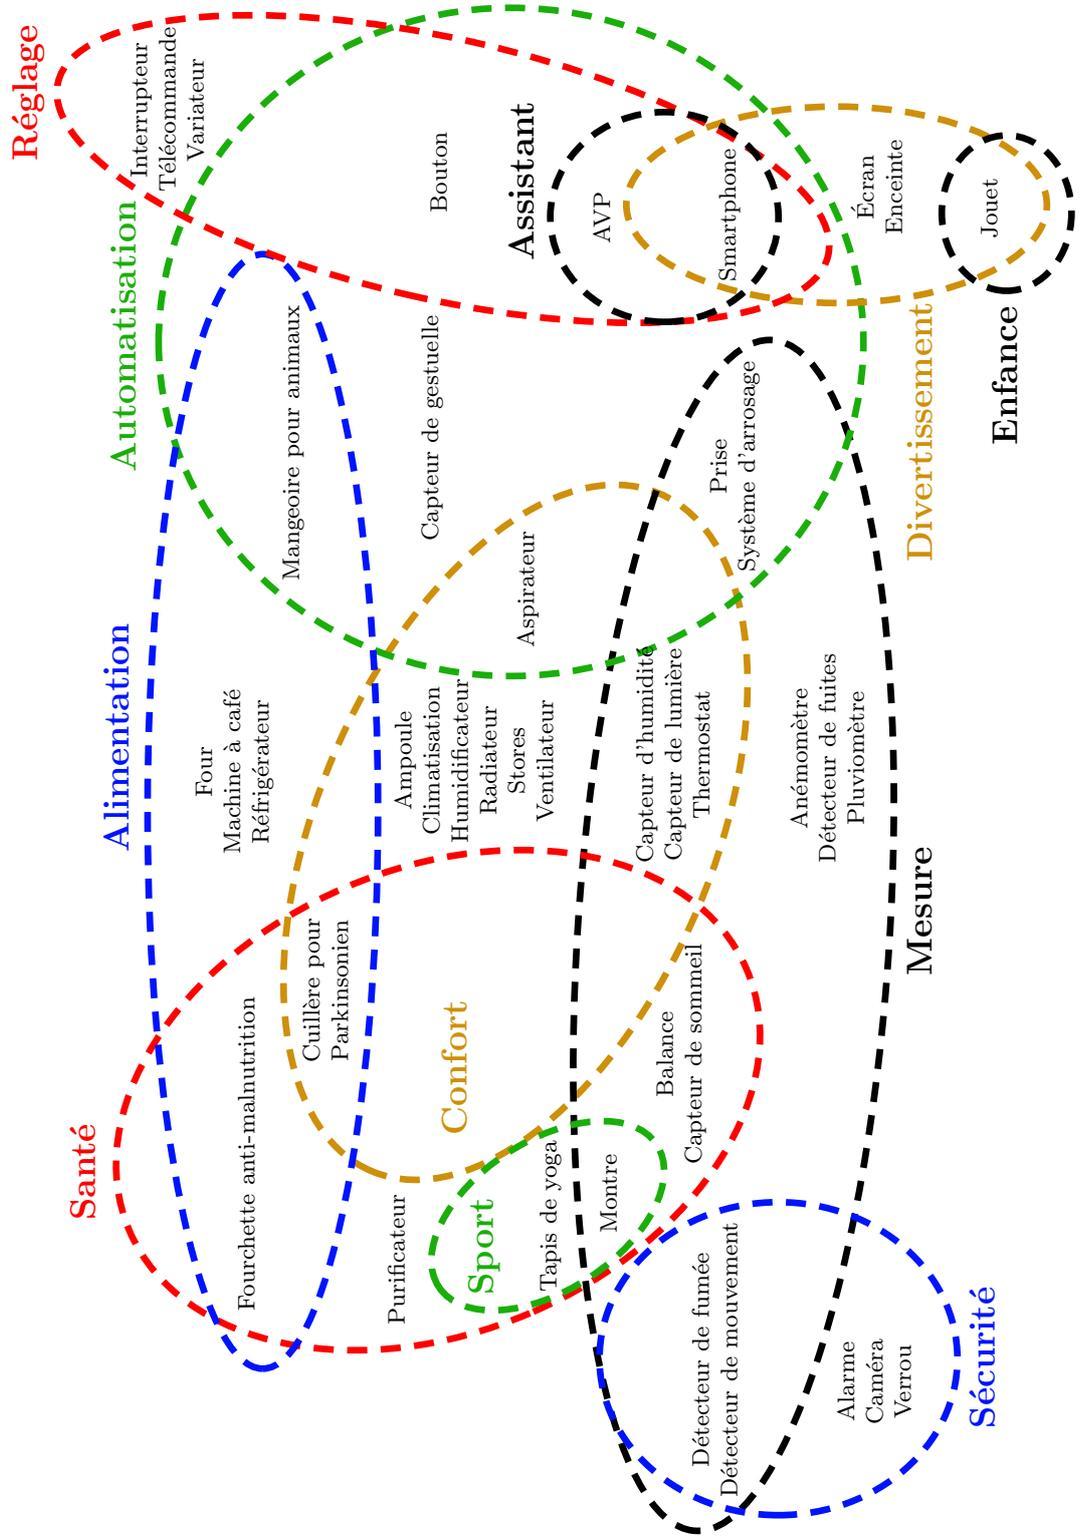 Santé
Alimentation
Automatisation
Réglage
Fourchette anti-malnutrition
Cuillère pour
Parkinsonien
Four
Machine à café
Réfrigérateur
Mangeoire pour animaux
Interrupteur
Télécommande
Variateur
Purificateur
Confort
Ampoule
Climatisation
Humidificateur
Radiateur
Stores
Ventilateur
Capteur de gestuelle
Bouton
Sport
Tapis de yoga
Montre
Aspirateur
Assistant
AVP
Smartphone
Balance
Capteur de sommeil
Capteur d'humidité
Capteur de lumière
Thermostat
Prise
Système d'arrosage
Détecteur de fumée
Détecteur de mouvement
Anémomètre
Détecteur de fuites
Pluviomètre
Écran
Enceinte
Alarme
Caméra
Verrou
Mesure
Divertissement
Jouet
Sécurité
Enfance